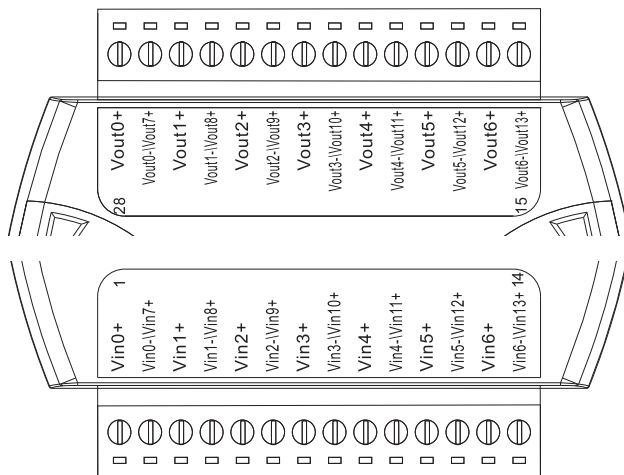 Vout0+
Vout0-\Vout7+
Vout1+
Vout1-\Vout8+
Vout2+
Vout2-\Vout9+
Vout3+
Vout3-\Vout10+
Vout4+
Vout4-\Vout11+
Vout5+
Vout5-\Vout12+
Vout6+
Vout6-\Vout13+
28
15
1
14
Vin0+
Vin0-\Vin7+
Vin1+
Vin1-\Vin8+
Vin2+
Vin2-\Vin9+
Vin3+
Vin3-\Vin10+
Vin4+
Vin4-\Vin11+
Vin5+
Vin5-\Vin12+
Vin6+
Vin6-\Vin13+